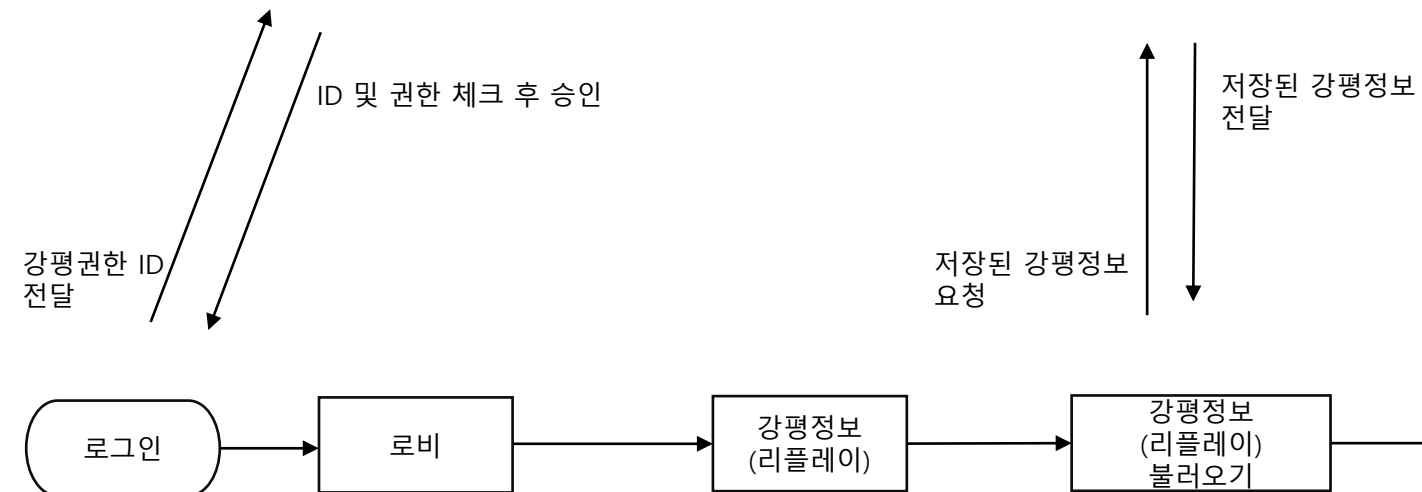 ID 및 권한 체크 후 승인
저장된 강평정보
전달
강평권한 ID
전달
저장된 강평정보
요청
로그인
로비
강평정보
(리플레이)
강평정보
(리플레이)
불러오기